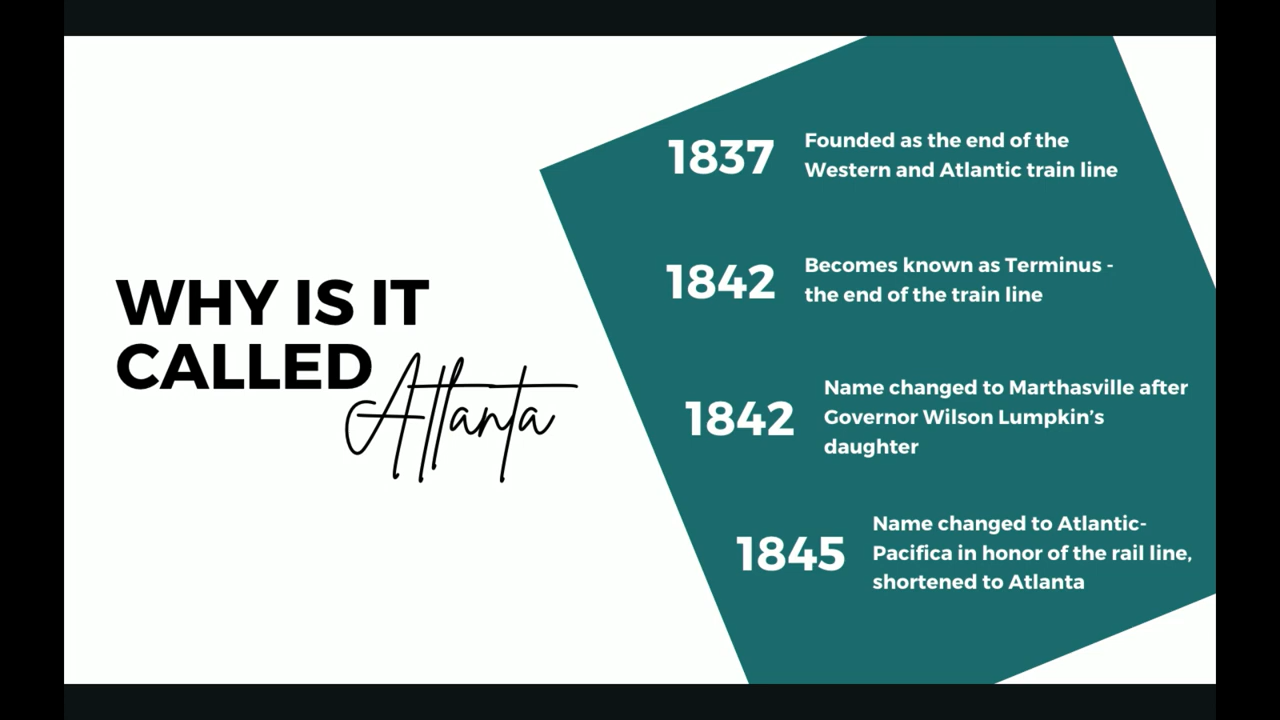 WHY IS IT
CALLED
Atlanta
1837
Founded as the end of the
Western and Atlantic train line
1842
Becomes known as Terminus -
the end of the train line
1842
Name changed to Marthasville after
Governor Wilson Lumpkin's
daughter
1845
Name changed to Atlantic-
Pacifica in honor of the rail line,
shortened to Atlanta